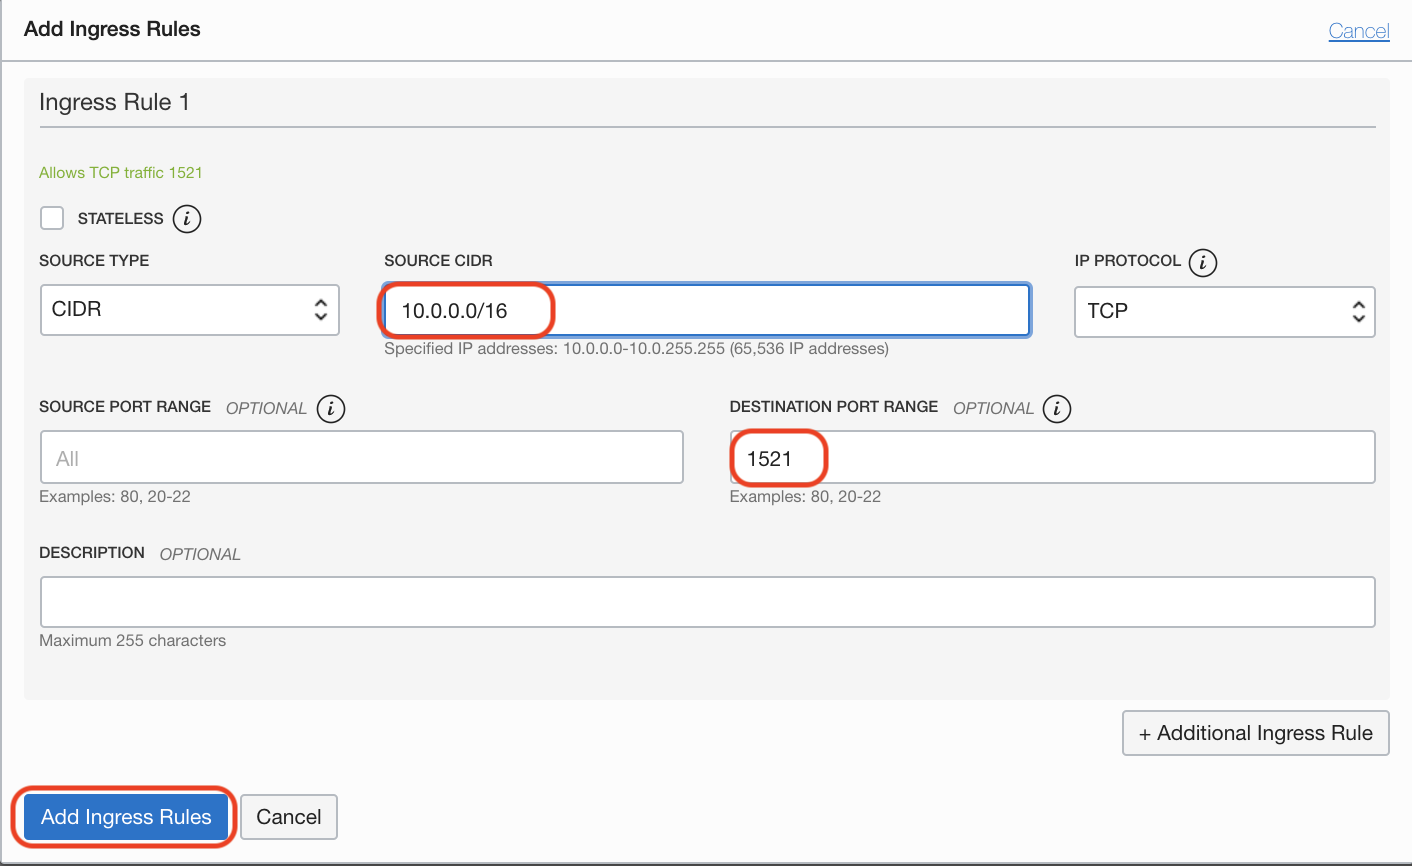 Add Ingress Rules
Cancel
Ingress Rule 1
Allows TCP traffic 1521
STATELESS i
SOURCE TYPE
SOURCE CIDR
IP PROTOCOL i
CIDR
10.0.0.0/16
TCP
Specified IP addresses: 10.0.0.0-10.0.255.255 (65,536 IP addresses)
SOURCE PORT RANGE OPTIONAL i
DESTINATION PORT RANGE OPTIONAL i
All
1521
Examples: 80, 20-22
Examples: 80, 20-22
DESCRIPTION OPTIONAL
Maximum 255 characters
+ Additional Ingress Rule
Add Ingress Rules
Cancel